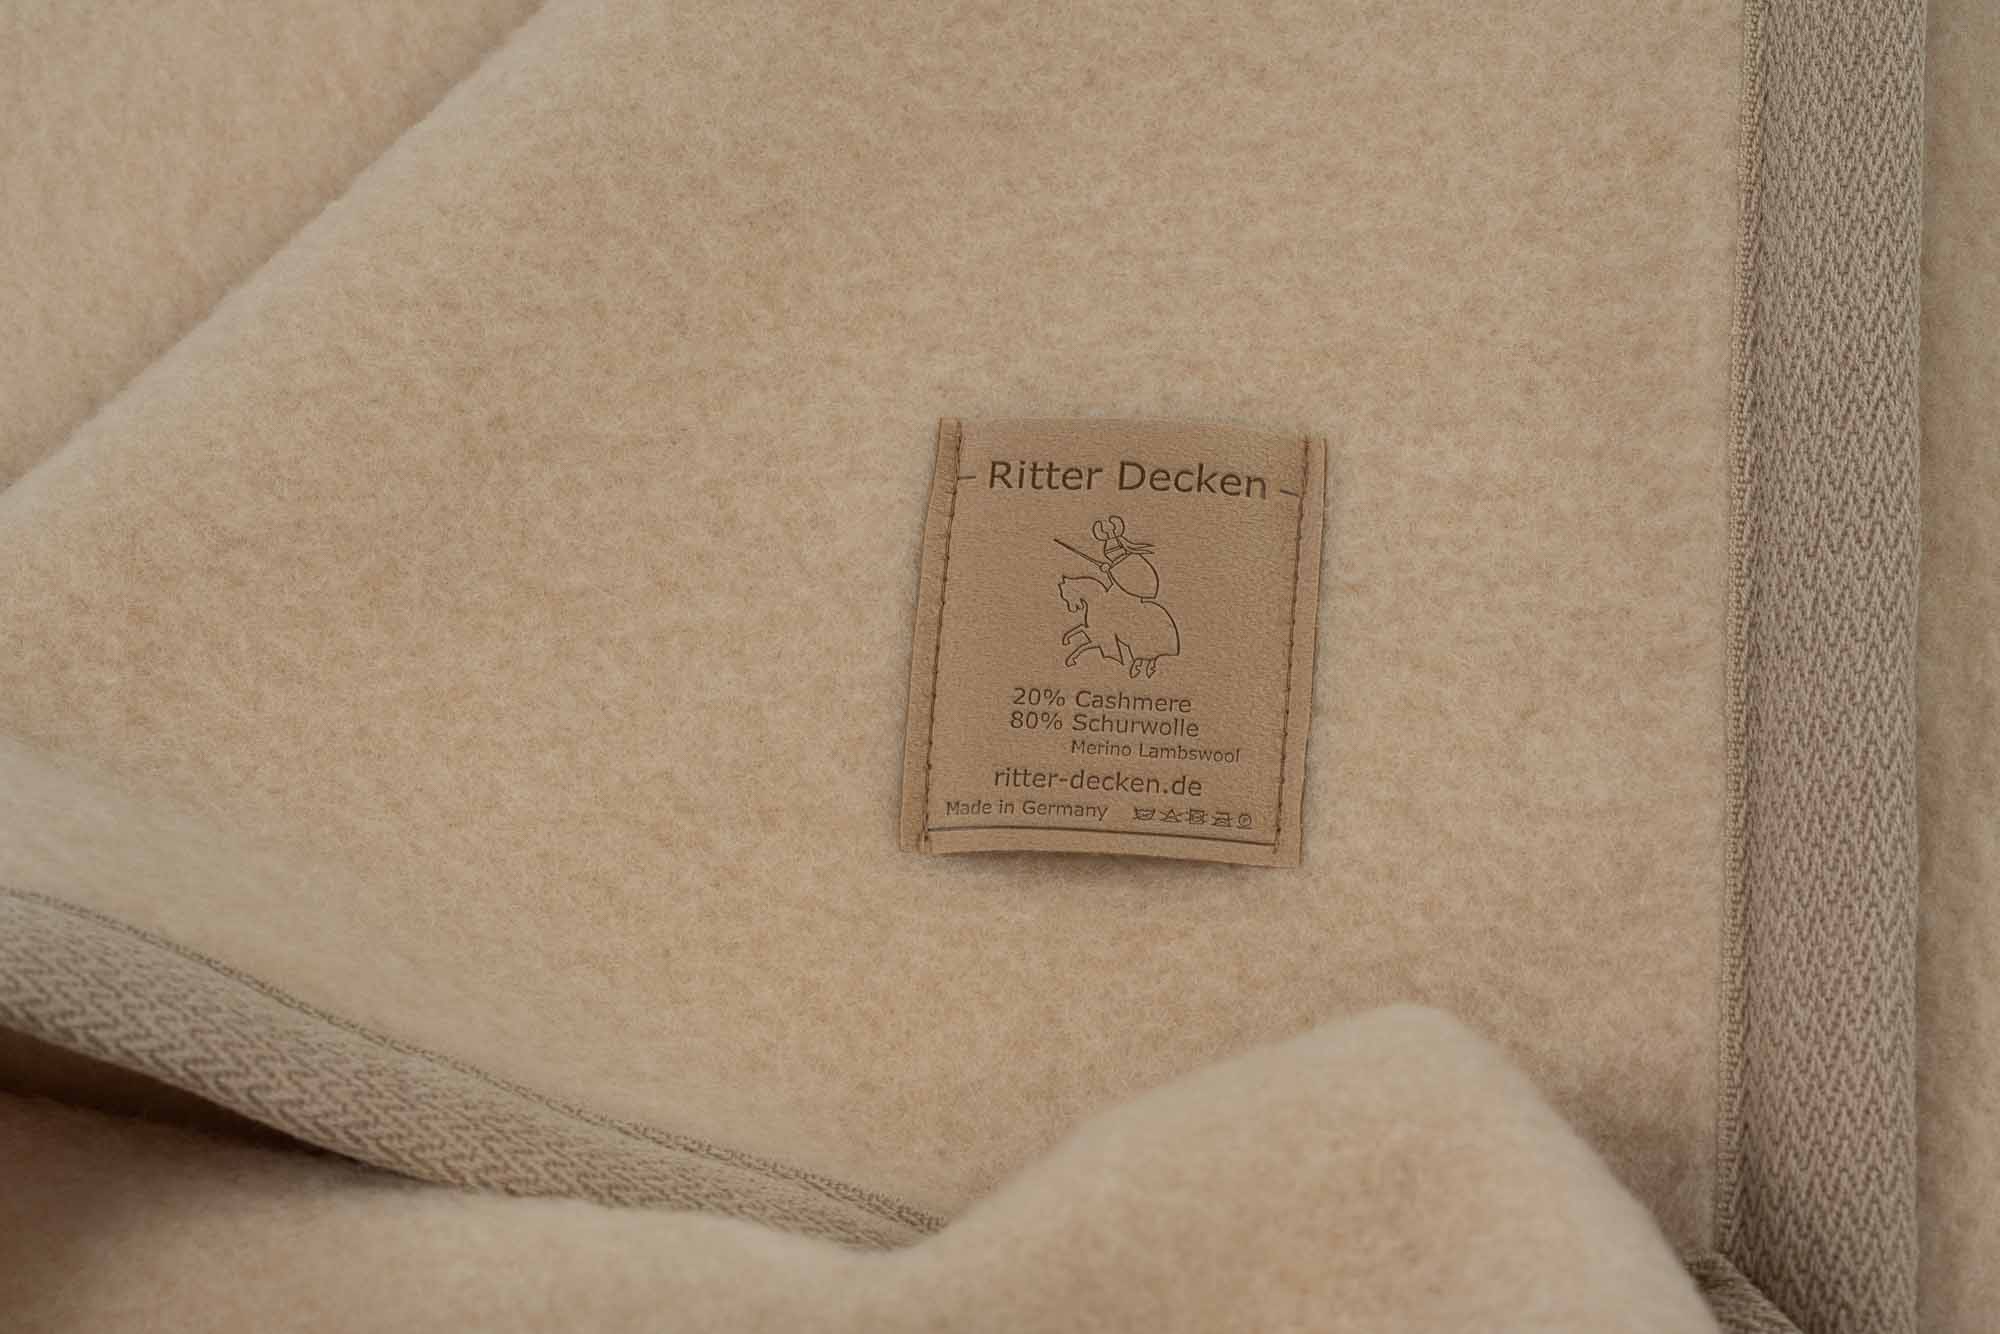 Ritter Decken
20% Cashmere
80% Schurwolle
Merino Lambswool
ritter-decken.de
Made in Germany